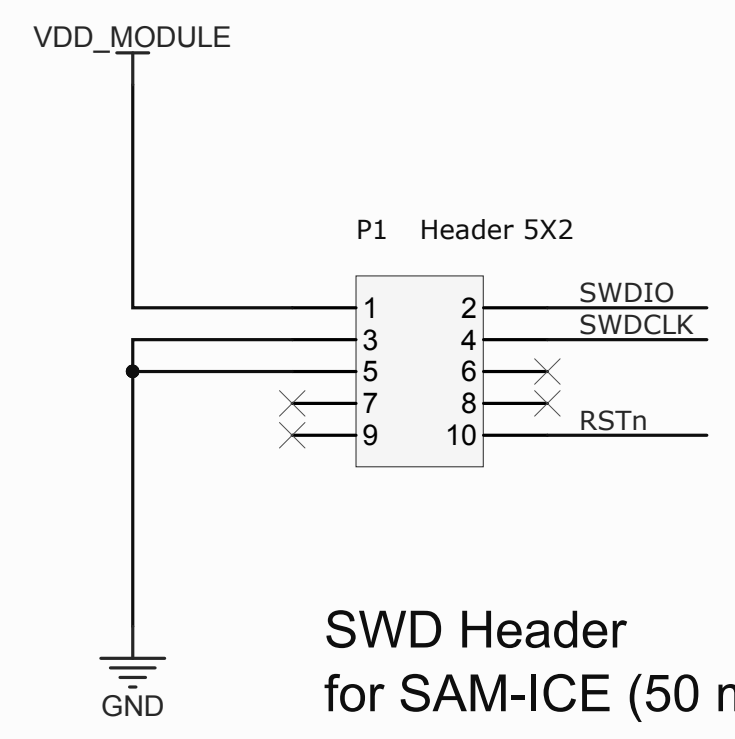 VDD_MODULE
P1 Header 5X2
1 2 SWDIO
3 4 SWDCLK
5 6
7 8
9 10 RSTn
SWD Header
for SAM-ICE (50
GND